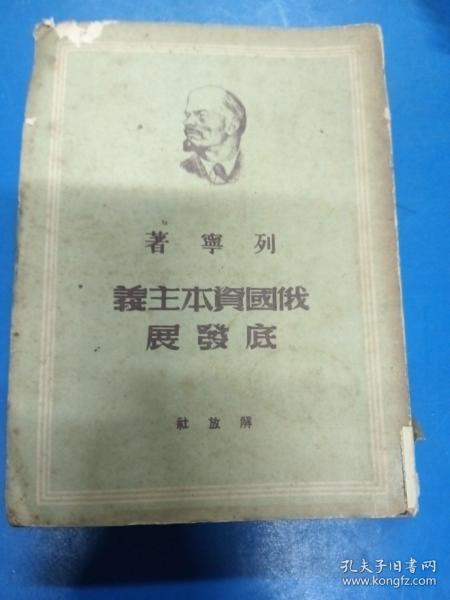 列寧著
俄國資本主義
底發展
解放社
孔夫子旧书网
www.kongfz.com